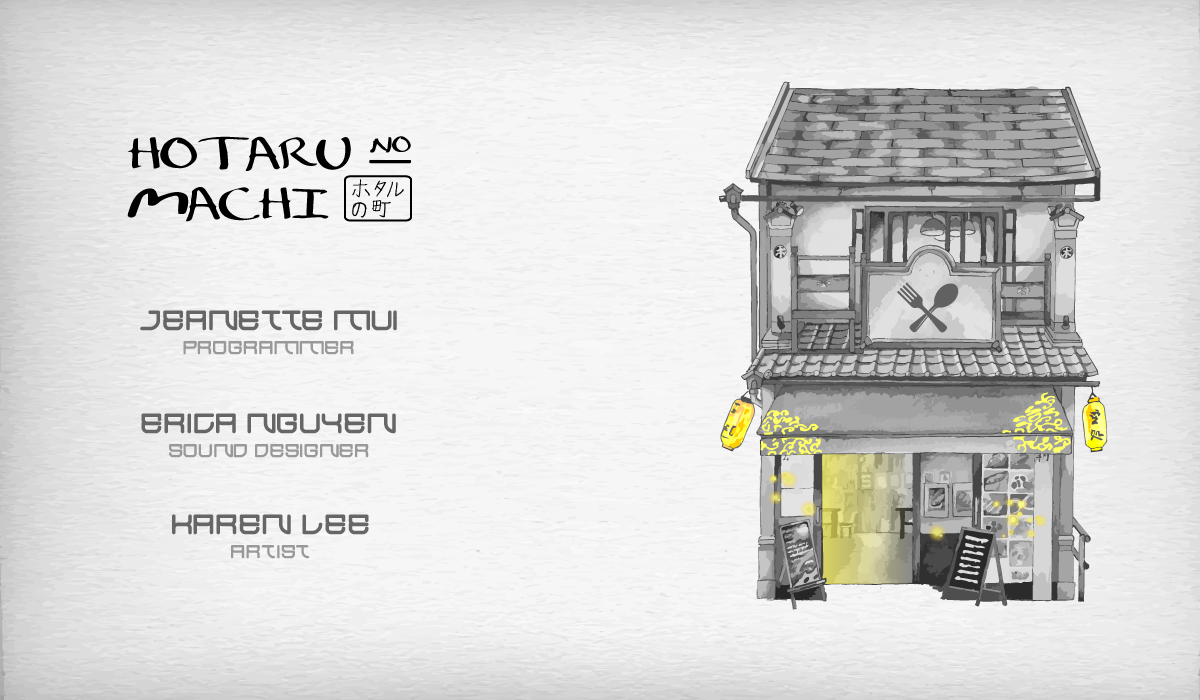 HOTARU NO
MACHI
ホタル
の町
JEANETTE MUI
PROGRAMMER
ERICA NGUYEN
SOUND DESIGNER
KAREN LEE
ARTIST